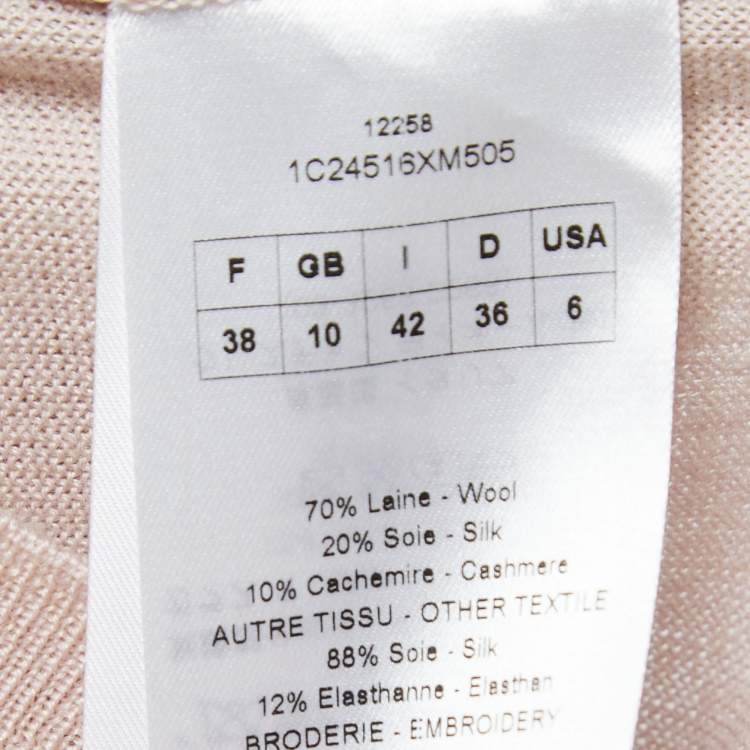 12258
1C24516XM505
F GB I D USA
38 10 42 36 6
70% Laine - Wool
20% Soie - Silk
10% Cachemire - Cashmere
AUTRE TISSU - OTHER TEXTILE
88% Soie - Silk
12% Elasthanne - Elasthan
BRODERIE - EMBROIDERY